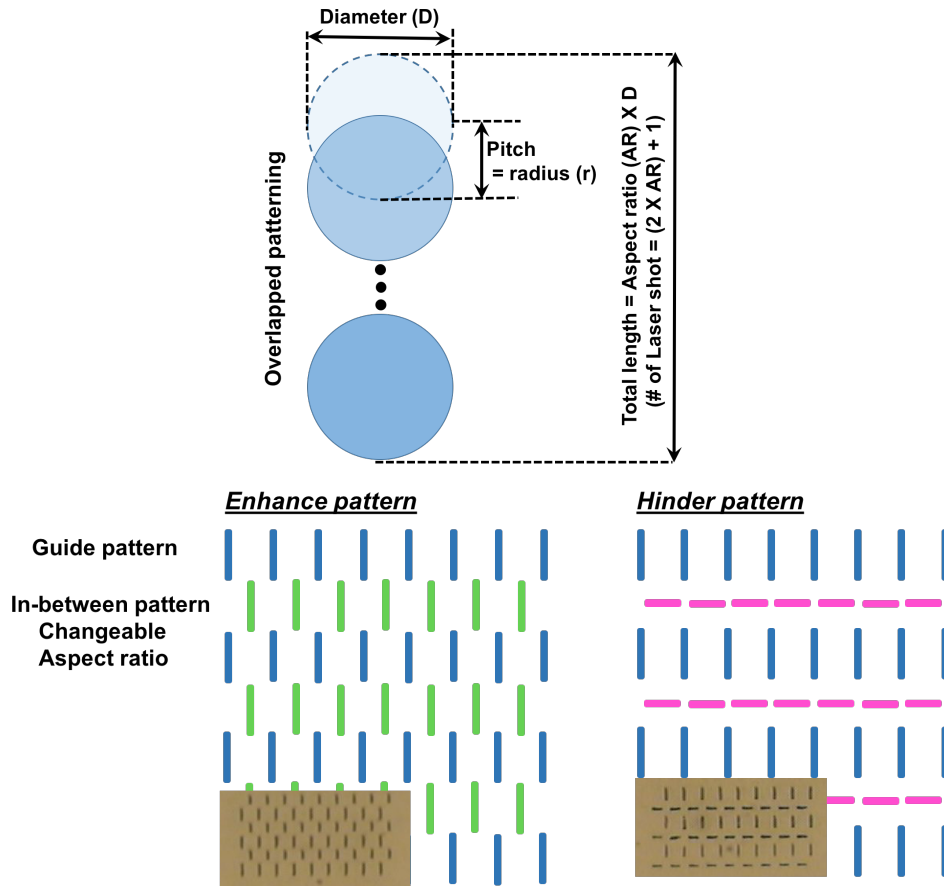 Diameter (D)
Pitch
= radius (r)
Overlapped patterning
Total length = Aspect ratio (AR) X D
(# of Laser shot = (2 X AR) + 1)
Enhance pattern
Hinder pattern
Guide pattern
In-between pattern
Changeable
Aspect ratio